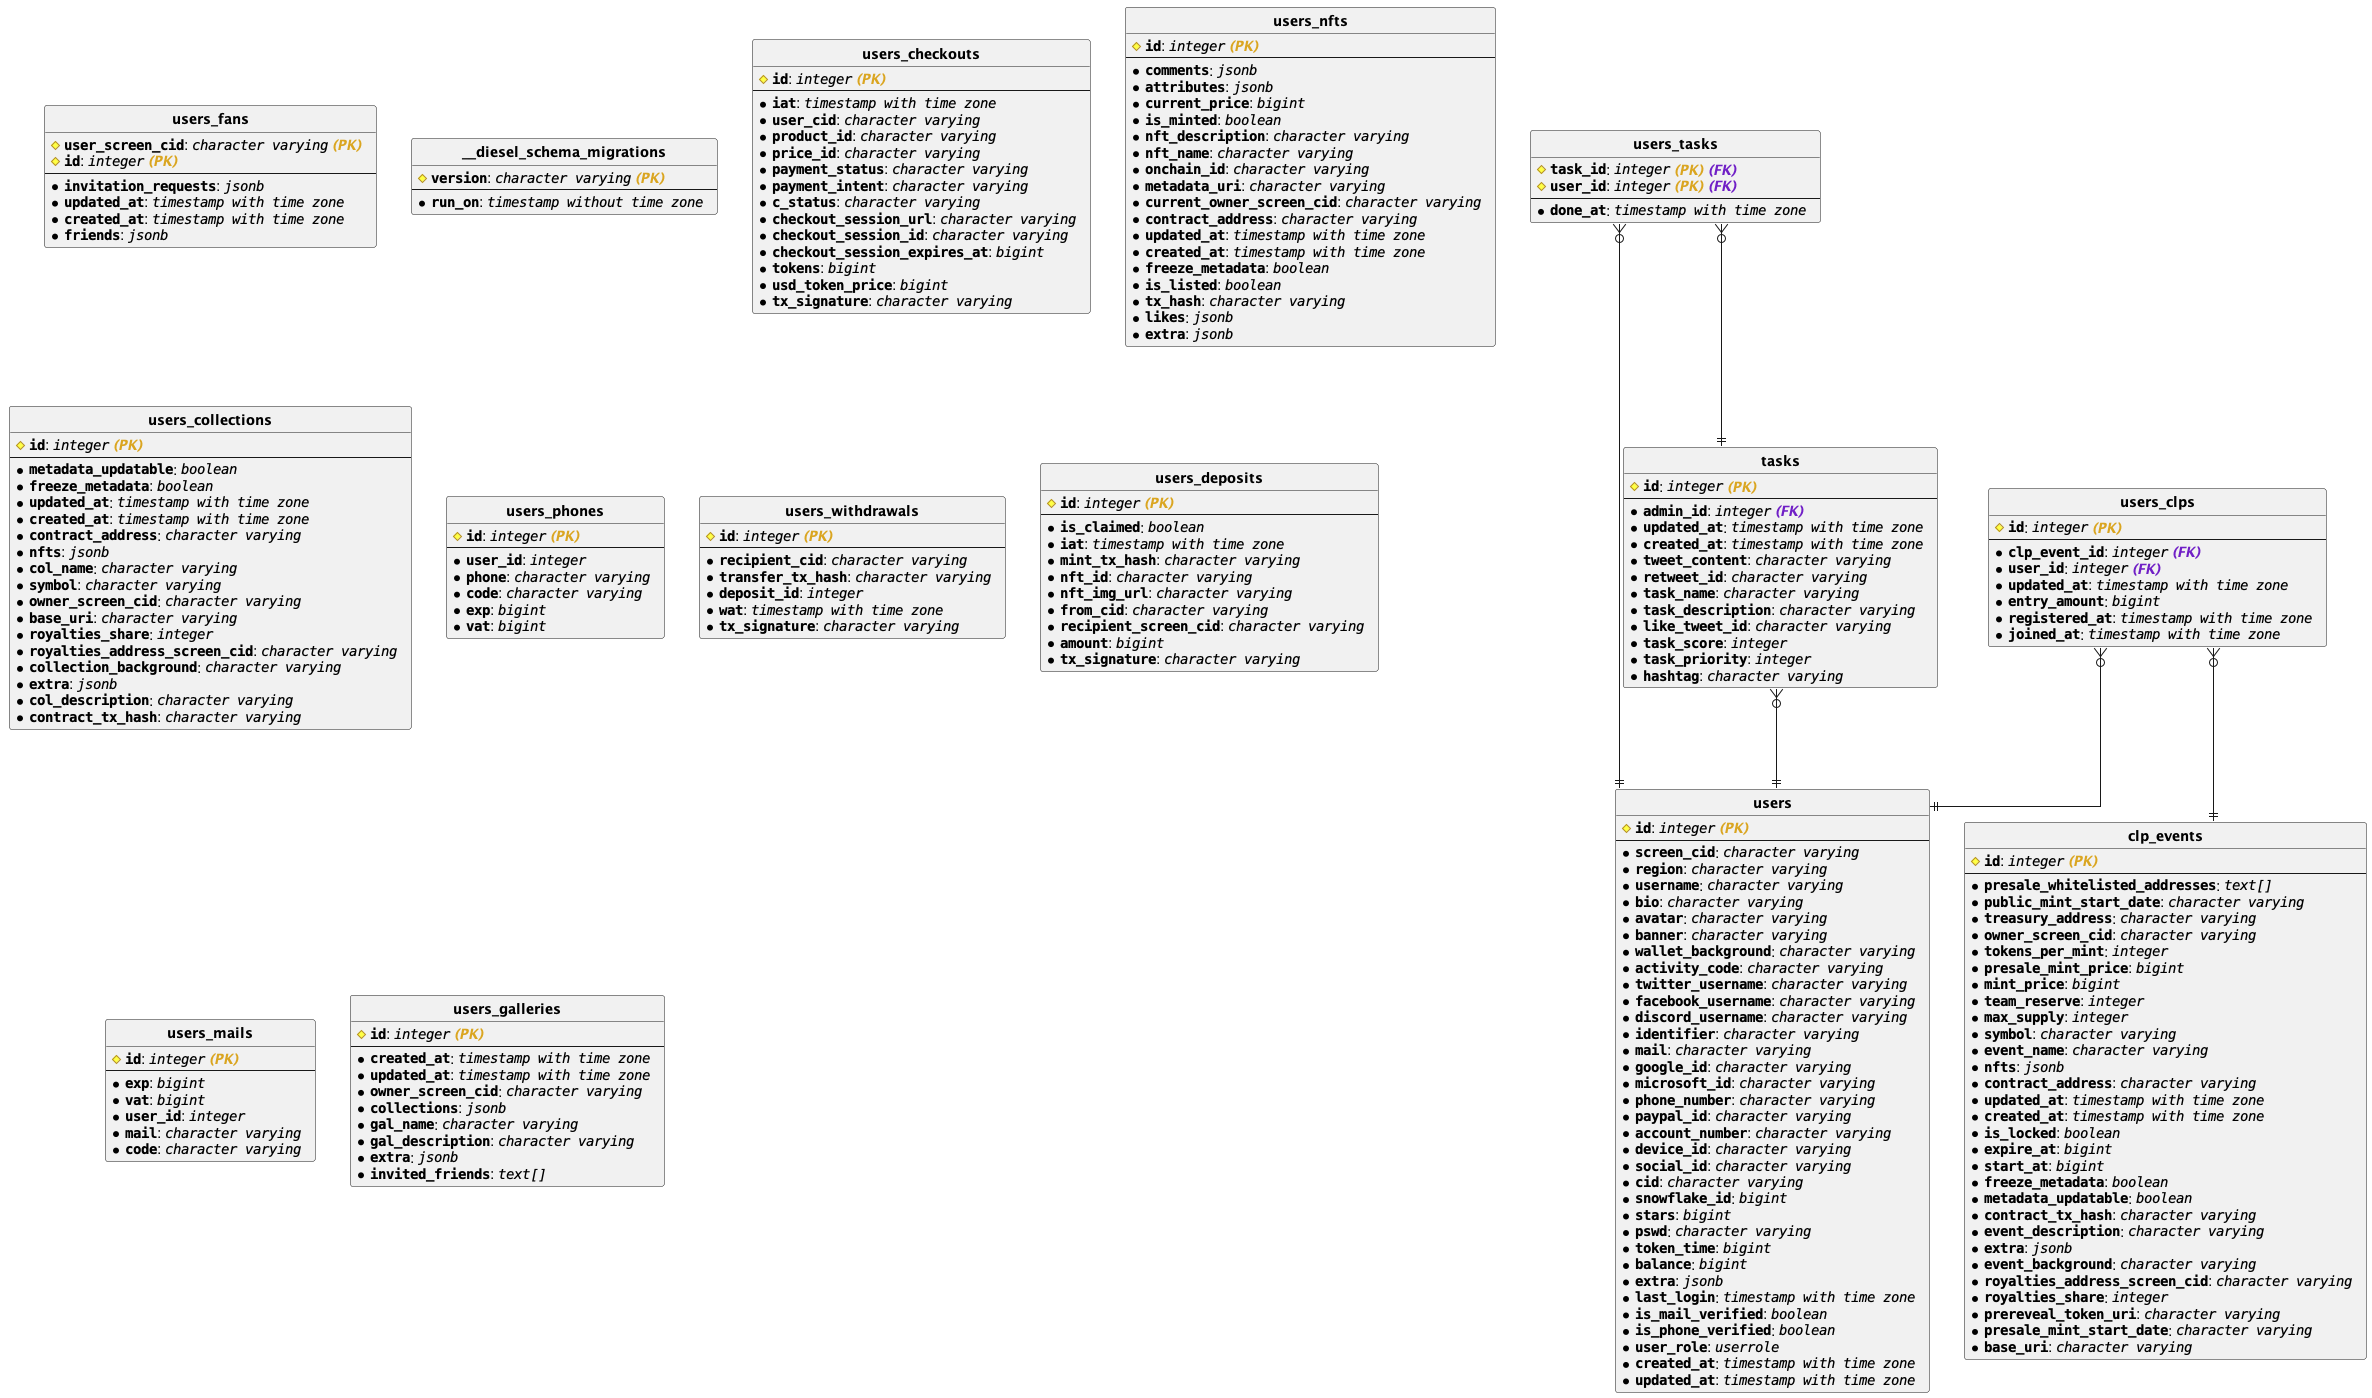 users_fans
user_screen_cid: character varying (PK)
id: integer (PK)
invitation_requests: jsonb
updated_at: timestamp with time zone
created_at: timestamp with time zone
friends: jsonb
__diesel_schema_migrations
version: character varying (PK)
run_on: timestamp without time zone
users_checkouts
id: integer (PK)
iat: timestamp with time zone
user_cid: character varying
product_id: character varying
price_id: character varying
payment_status: character varying
payment_intent: character varying
c_status: character varying
checkout_session_url: character varying
checkout_session_id: character varying
checkout_session_expires_at: bigint
tokens: bigint
usd_token_price: bigint
tx_signature: character varying
users_nfts
id: integer (PK)
comments: jsonb
attributes: jsonb
current_price: bigint
is_minted: boolean
nft_description: character varying
nft_name: character varying
onchain_id: character varying
metadata_uri: character varying
current_owner_screen_cid: character varying
contract_address: character varying
updated_at: timestamp with time zone
created_at: timestamp with time zone
freeze_metadata: boolean
is_listed: boolean
tx_hash: character varying
likes: jsonb
extra: jsonb
users_tasks
task_id: integer (PK) (FK)
user_id: integer (PK) (FK)
done_at: timestamp with time zone
users_collections
id: integer (PK)
metadata_updatable: boolean
freeze_metadata: boolean
updated_at: timestamp with time zone
created_at: timestamp with time zone
contract_address: character varying
nfts: jsonb
col_name: character varying
symbol: character varying
owner_screen_cid: character varying
base_uri: character varying
royalties_share: integer
royalties_address_screen_cid: character varying
collection_background: character varying
extra: jsonb
col_description: character varying
contract_tx_hash: character varying
users_phones
id: integer (PK)
user_id: integer
phone: character varying
code: character varying
exp: bigint
vat: bigint
users_withdrawals
id: integer (PK)
recipient_cid: character varying
transfer_tx_hash: character varying
deposit_id: integer
wat: timestamp with time zone
tx_signature: character varying
users_deposits
id: integer (PK)
is_claimed: boolean
iat: timestamp with time zone
mint_tx_hash: character varying
nft_id: character varying
nft_img_url: character varying
from_cid: character varying
recipient_screen_cid: character varying
amount: bigint
tx_signature: character varying
tasks
id: integer (PK)
admin_id: integer (FK)
updated_at: timestamp with time zone
created_at: timestamp with time zone
tweet_content: character varying
retweet_id: character varying
task_name: character varying
task_description: character varying
like_tweet_id: character varying
task_score: integer
task_priority: integer
hashtag: character varying
users_clps
id: integer (PK)
clp_event_id: integer (FK)
user_id: integer (FK)
updated_at: timestamp with time zone
entry_amount: bigint
registered_at: timestamp with time zone
joined_at: timestamp with time zone
users_mails
id: integer (PK)
exp: bigint
vat: bigint
user_id: integer
mail: character varying
code: character varying
users_galleries
id: integer (PK)
created_at: timestamp with time zone
updated_at: timestamp with time zone
owner_screen_cid: character varying
collections: jsonb
gal_name: character varying
gal_description: character varying
extra: jsonb
invited_friends: text[]
users
id: integer (PK)
screen_cid: character varying
region: character varying
username: character varying
bio: character varying
avatar: character varying
banner: character varying
wallet_background: character varying
activity_code: character varying
twitter_username: character varying
facebook_username: character varying
discord_username: character varying
identifier: character varying
mail: character varying
google_id: character varying
microsoft_id: character varying
phone_number: character varying
paypal_id: character varying
account_number: character varying
device_id: character varying
social_id: character varying
cid: character varying
snowflake_id: bigint
stars: bigint
pswd: character varying
token_time: bigint
balance: bigint
extra: jsonb
last_login: timestamp with time zone
is_mail_verified: boolean
is_phone_verified: boolean
user_role: userrole
created_at: timestamp with time zone
updated_at: timestamp with time zone
clp_events
id: integer (PK)
presale_whitelisted_addresses: text[]
public_mint_start_date: character varying
treasury_address: character varying
owner_screen_cid: character varying
tokens_per_mint: integer
presale_mint_price: bigint
mint_price: bigint
team_reserve: integer
max_supply: integer
symbol: character varying
event_name: character varying
nfts: jsonb
contract_address: character varying
updated_at: timestamp with time zone
created_at: timestamp with time zone
is_locked: boolean
expire_at: bigint
start_at: bigint
freeze_metadata: boolean
metadata_updatable: boolean
contract_tx_hash: character varying
event_description: character varying
extra: jsonb
event_background: character varying
royalties_address_screen_cid: character varying
royalties_share: integer
prereveal_token_uri: character varying
presale_mint_start_date: character varying
base_uri: character varying